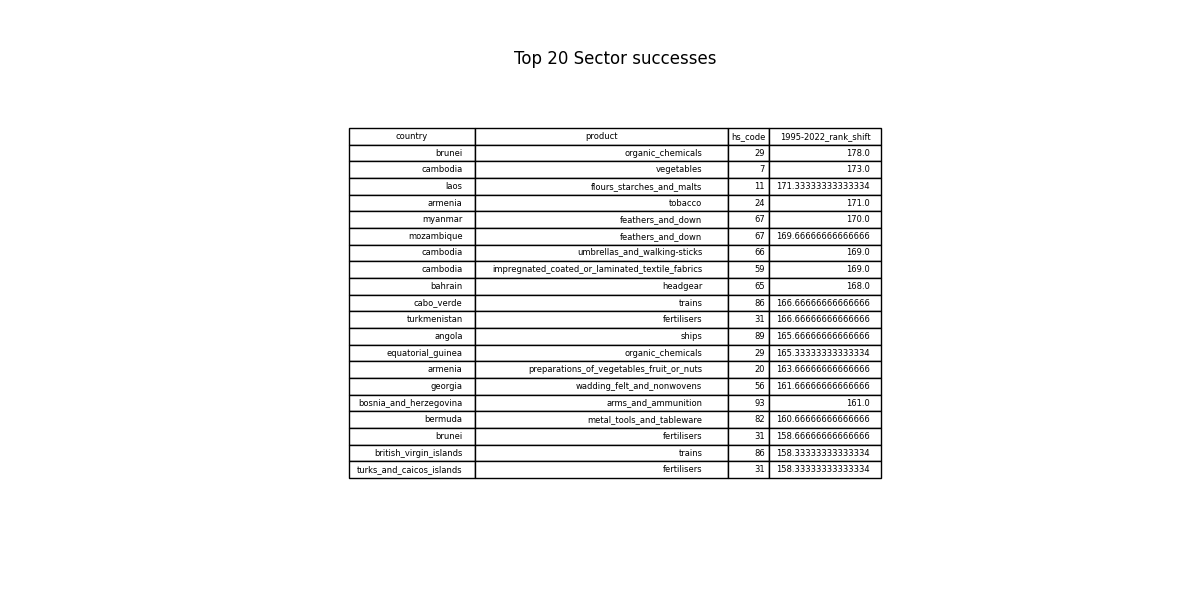 Top 20 Sector successes
country product hs_code 1995-2022_rank_shift
brunei organic_chemicals 29 178.0
cambodia vegetables 7 173.0
laos flours_starches_and_malts 11 171.33333333333334
armenia tobacco 24 171.0
myanmar feathers_and_down 67 170.0
mozambique feathers_and_down 67 169.66666666666666
cambodia umbrellas_and_walking-sticks 66 169.0
cambodia impregnated_coated_or_laminated_textile_fabrics 59 169.0
bahrain headgear 65 168.0
cabo_verde trains 86 166.66666666666666
turkmenistan fertilisers 31 166.66666666666666
angola ships 89 165.66666666666666
equatorial_guinea organic_chemicals 29 165.33333333333334
armenia preparations_of_vegetables_fruit_or_nuts 20 163.66666666666666
georgia wadding_felt_and_nonwovens 56 161.66666666666666
bosnia_and_herzegovina arms_and_ammunition 93 161.0
bermuda metal_tools_and_tableware 82 160.66666666666666
brunei fertilisers 31 158.66666666666666
british_virgin_islands trains 86 158.33333333333334
turks_and_caicos_islands fertilisers 31 158.33333333333334